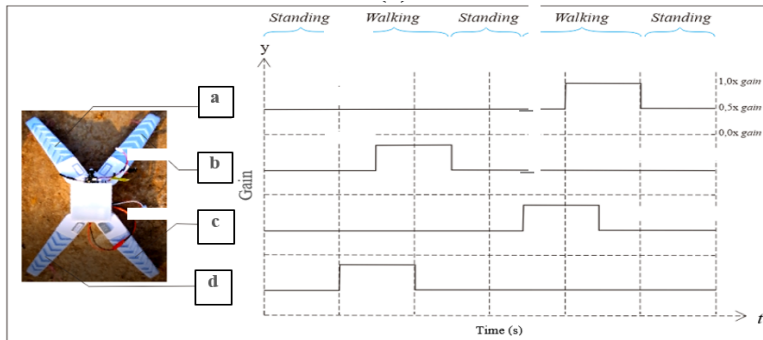 Standing Walking Standing Walking Standing
y
1,0x gain
a
0,5x gain
0,0x gain
b
Gain
c
d
t
Time (s)